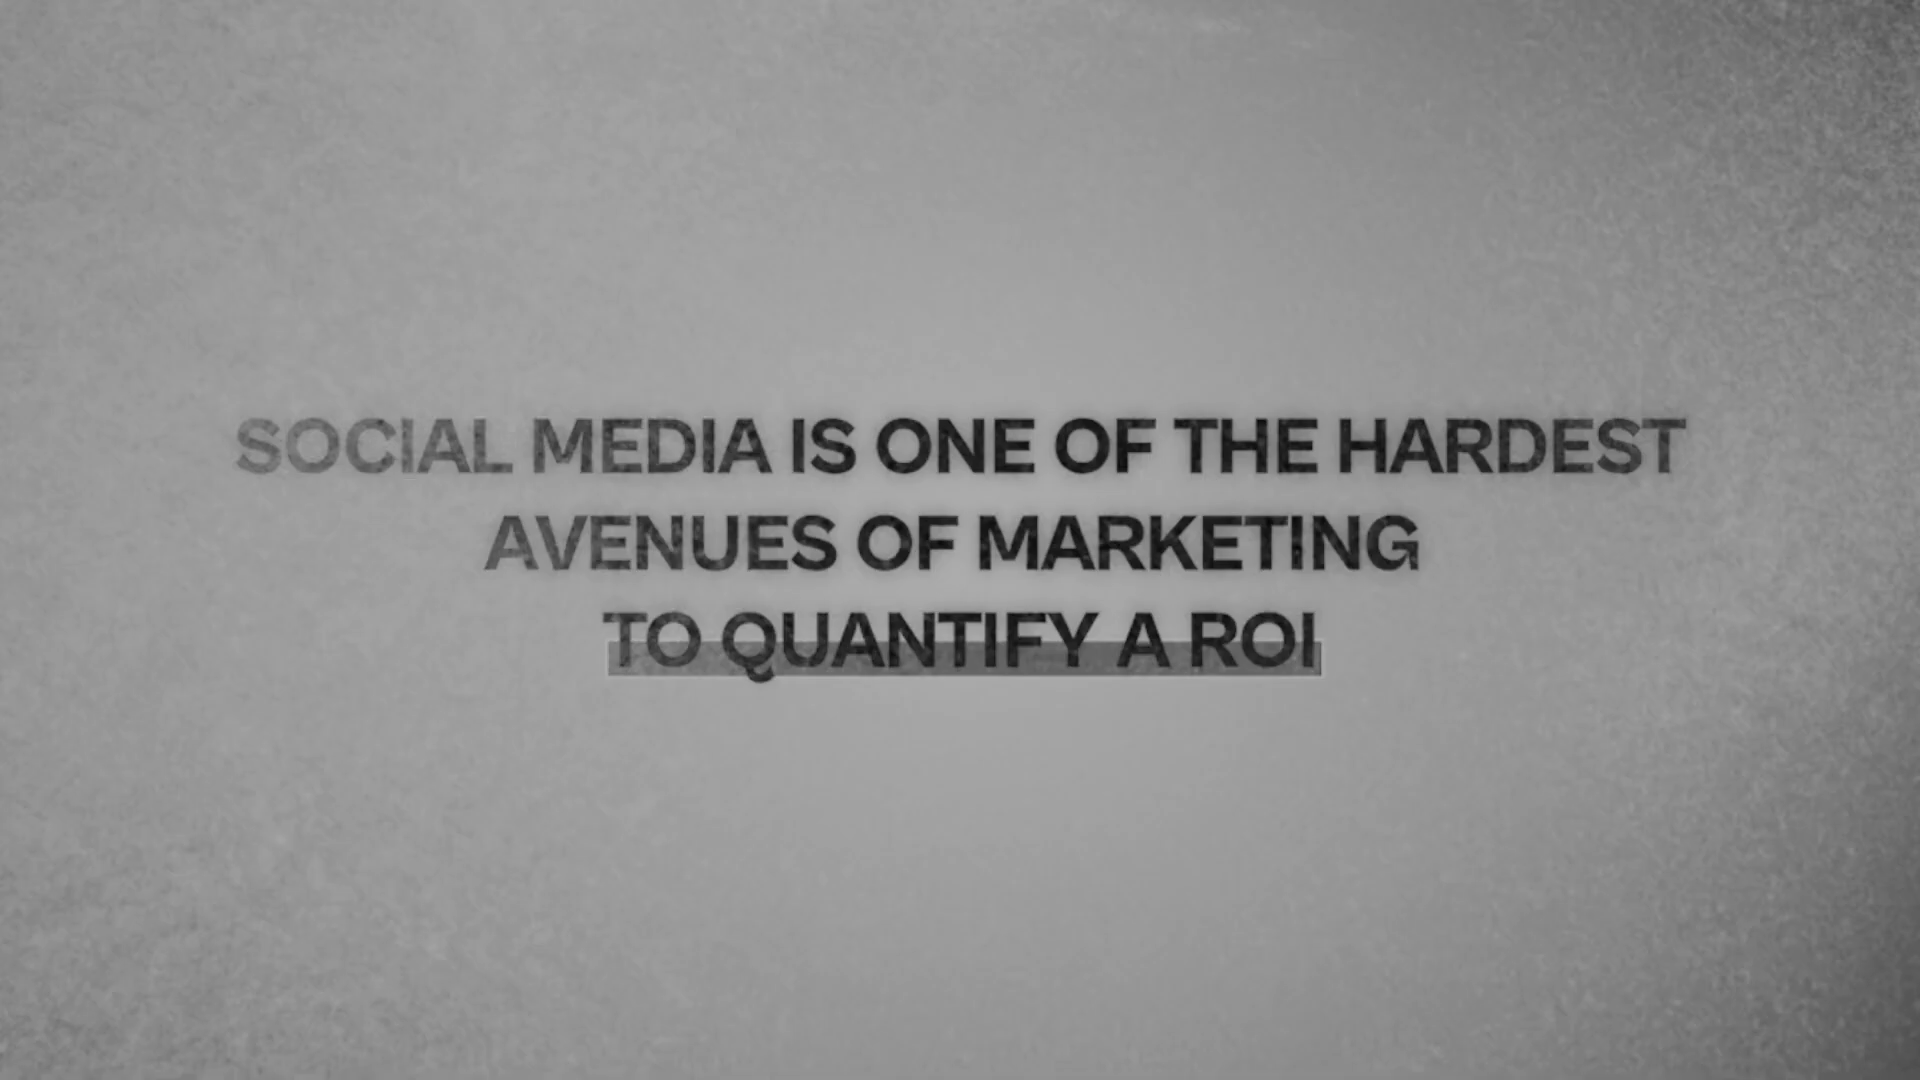 SOCIAL MEDIA IS ONE OF THE HARDEST
AVENUES OF MARKETING
TO QUANTIFY A ROI